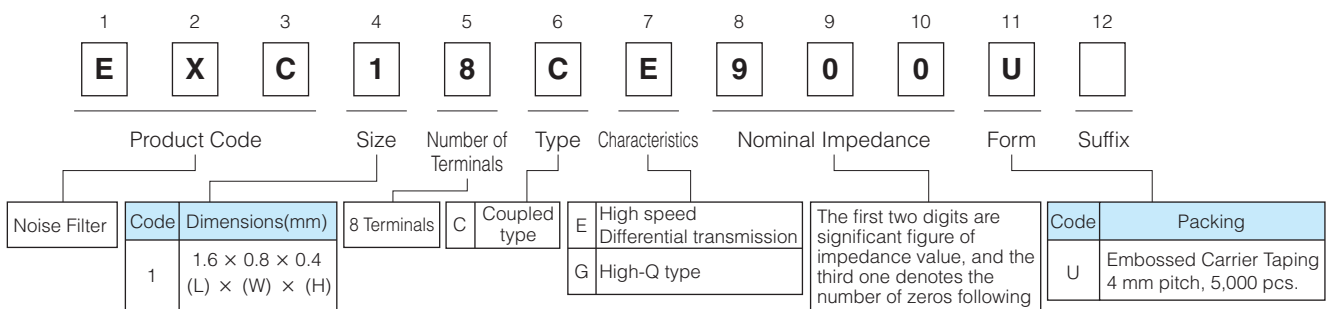 1 2 3 4 5 6 7 8 9 10 11 12
E X C 1 8 C E 9 0 0 U
Product Code Size Number of Terminals Type Characteristics Nominal Impedance Form Suffix
Noise Filter
Code Dimensions(mm)
1 1.6 × 0.8 × 0.4
(L) × (W) × (H)
8 Terminals
C Coupled
type
E High speed
Differential transmission
G High-Q type
The first two digits are
significant figure of
impedance value, and the
third one denotes the
number of zeros following
Code Packing
U Embossed Carrier Taping
4 mm pitch, 5,000 pcs.